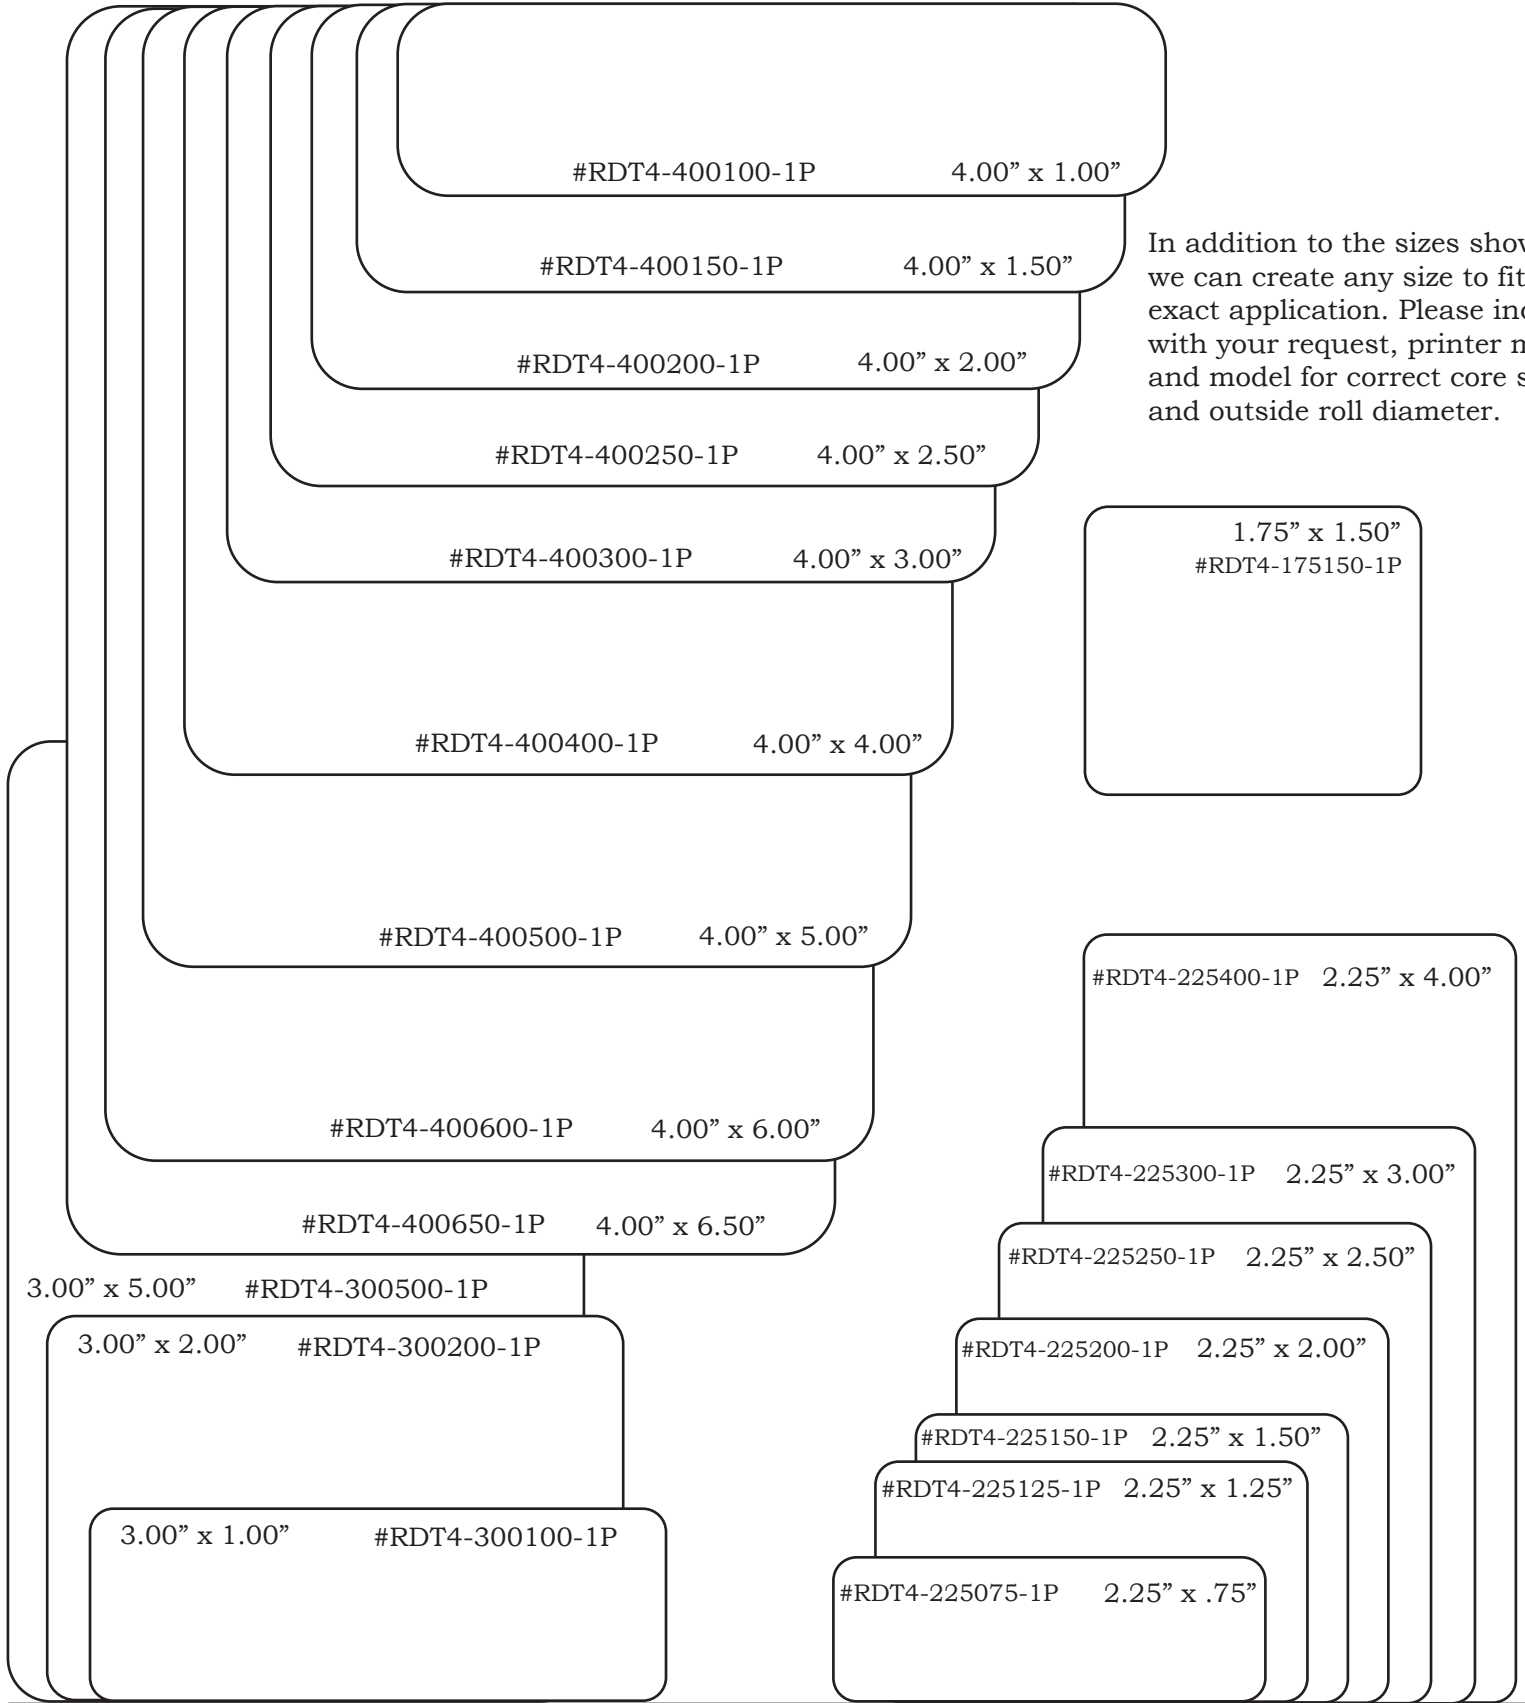 #RDT4-400100-1P 4.00” x 1.00”
#RDT4-400150-1P 4.00” x 1.50”
#RDT4-400200-1P 4.00” x 2.00”
#RDT4-400250-1P 4.00” x 2.50”
#RDT4-400300-1P 4.00” x 3.00”
#RDT4-400400-1P 4.00” x 4.00”
#RDT4-400500-1P 4.00” x 5.00”
#RDT4-400600-1P 4.00” x 6.00”
#RDT4-400650-1P 4.00” x 6.50”
3.00” x 5.00” #RDT4-300500-1P
3.00” x 2.00” #RDT4-300200-1P
3.00” x 1.00” #RDT4-300100-1P
In addition to the sizes
we can create any size to fit
exact application. Please
with your request, printer
and model for correct core
and outside roll diameter.
1.75” x 1.50”
#RDT4-175150-1P
#RDT4-225400-1P 2.25” x 4.00”
#RDT4-225300-1P 2.25” x 3.00”
#RDT4-225250-1P 2.25” x 2.50”
#RDT4-225200-1P 2.25” x 2.00”
#RDT4-225150-1P 2.25” x 1.50”
#RDT4-225125-1P 2.25” x 1.25”
#RDT4-225075-1P 2.25” x .75”